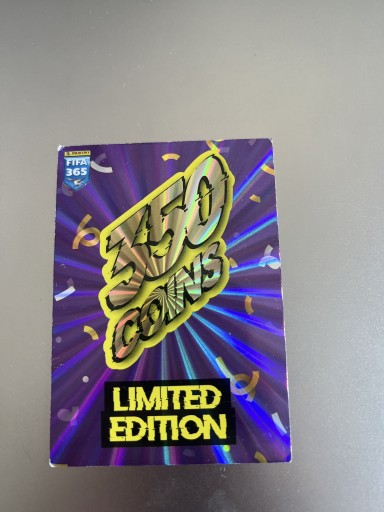 PANINI
FIFA
365
350
COINS
LIMITED
EDITION